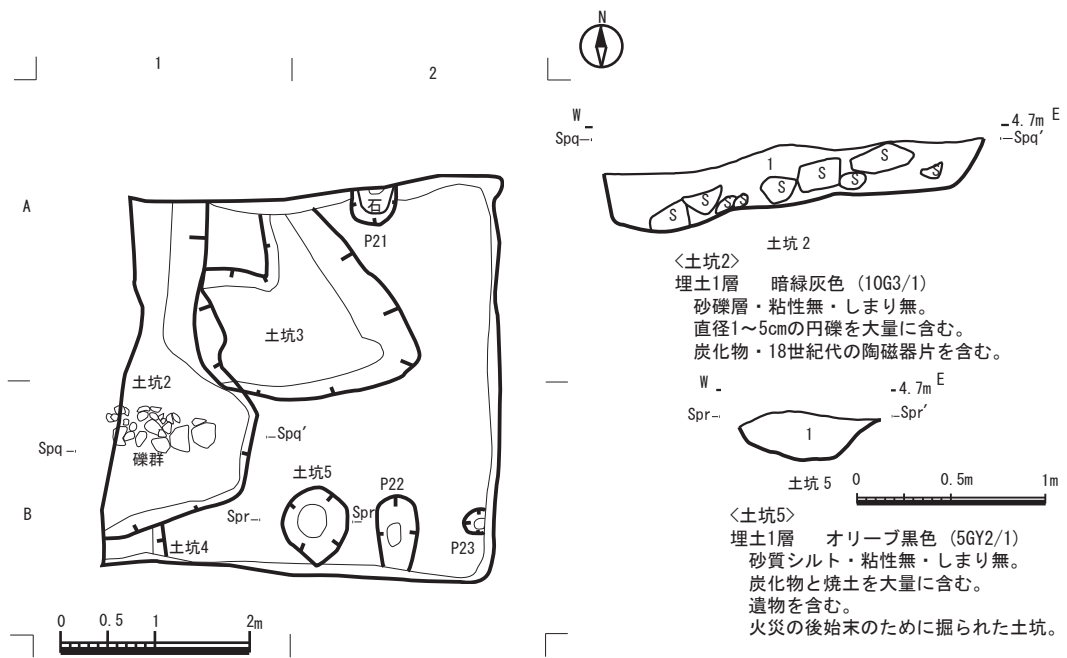 N
1
2
A
B
石
P21
土坑3
土坑2
礫群
Spq
Spq′
土坑5
P22
Spr
Spr
P23
土坑4
0 0.5 1 2m
W
Spq
4.7m E
Spq′
1
S
S
S
S
S
S
S
S
S
土坑2
<土坑2>
埋土1層 暗緑灰色 (10G3/1)
砂礫層・粘性無・しまり無。
直径1～5cmの円礫を大量に含む。
炭化物・18世紀代の陶磁器片を含む。
W
4.7m E
Spr
Spr′
1
土坑5
0 0.5m 1m
<土坑5>
埋土1層 オリーブ黒色 (5GY2/1)
砂質シルト・粘性無・しまり無。
炭化物と焼土を大量に含む。
遺物を含む。
火災の後始末のために掘られた土坑。